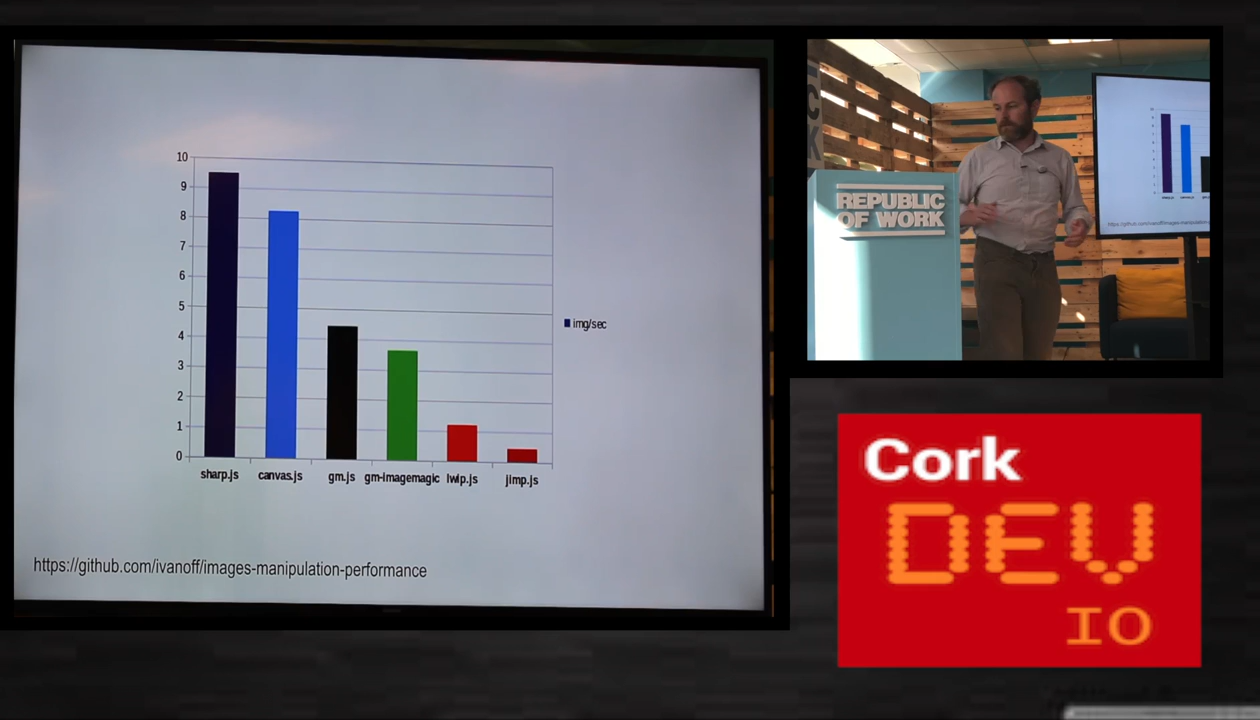 10
9
8
7
6
5
4
3
2
1
0
sharp.js canvas.js gm.js gm-imagemagic lwip.js jimp.js
img/sec
https://github.com/ivanoff/images-manipulation-performance
REPUBLIC
OF WORK
Cork
DEV
IO